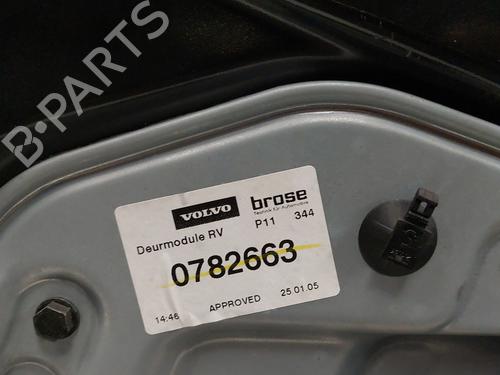 B-PARTS
VOLVO brose
Technik für Automobile
Deurmodule RV P11 344
0782663
14:46 APPROVED 25.01.05